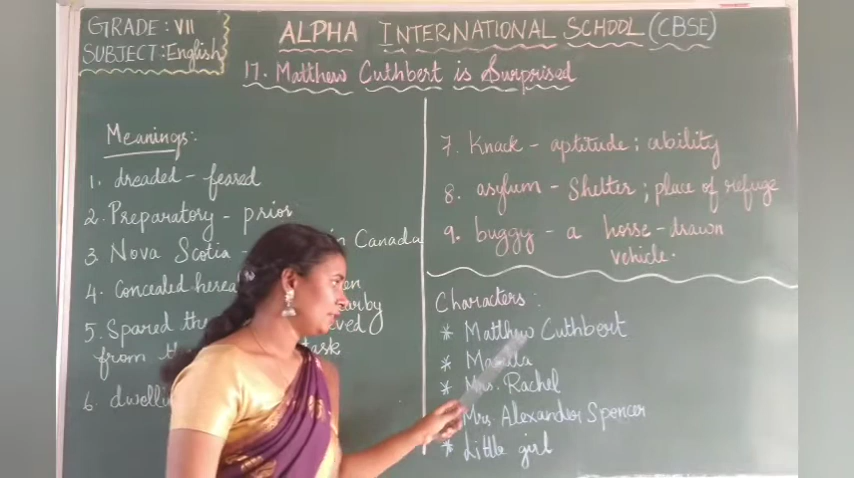 GRADE : VII
SUBJECT : English
ALPHA INTERNATIONAL SCHOOL (CBSE)
17. Matthew Cuthbert is Surprised
Meanings:
1. dreaded - feared
2. Preparatory - prior
3. Nova Scotia - in Canada
4. Concealed
5. Spared the
from the task
6.
7. Knack - aptitude ; ability
8. asylum - Shelter ; place of refuge
9. buggy - a horse-drawn
vehicle.
Characters :
* Matthew Cuthbert
* 
* Mrs. Rachel
Mrs Alexander Spencer
* Little girl